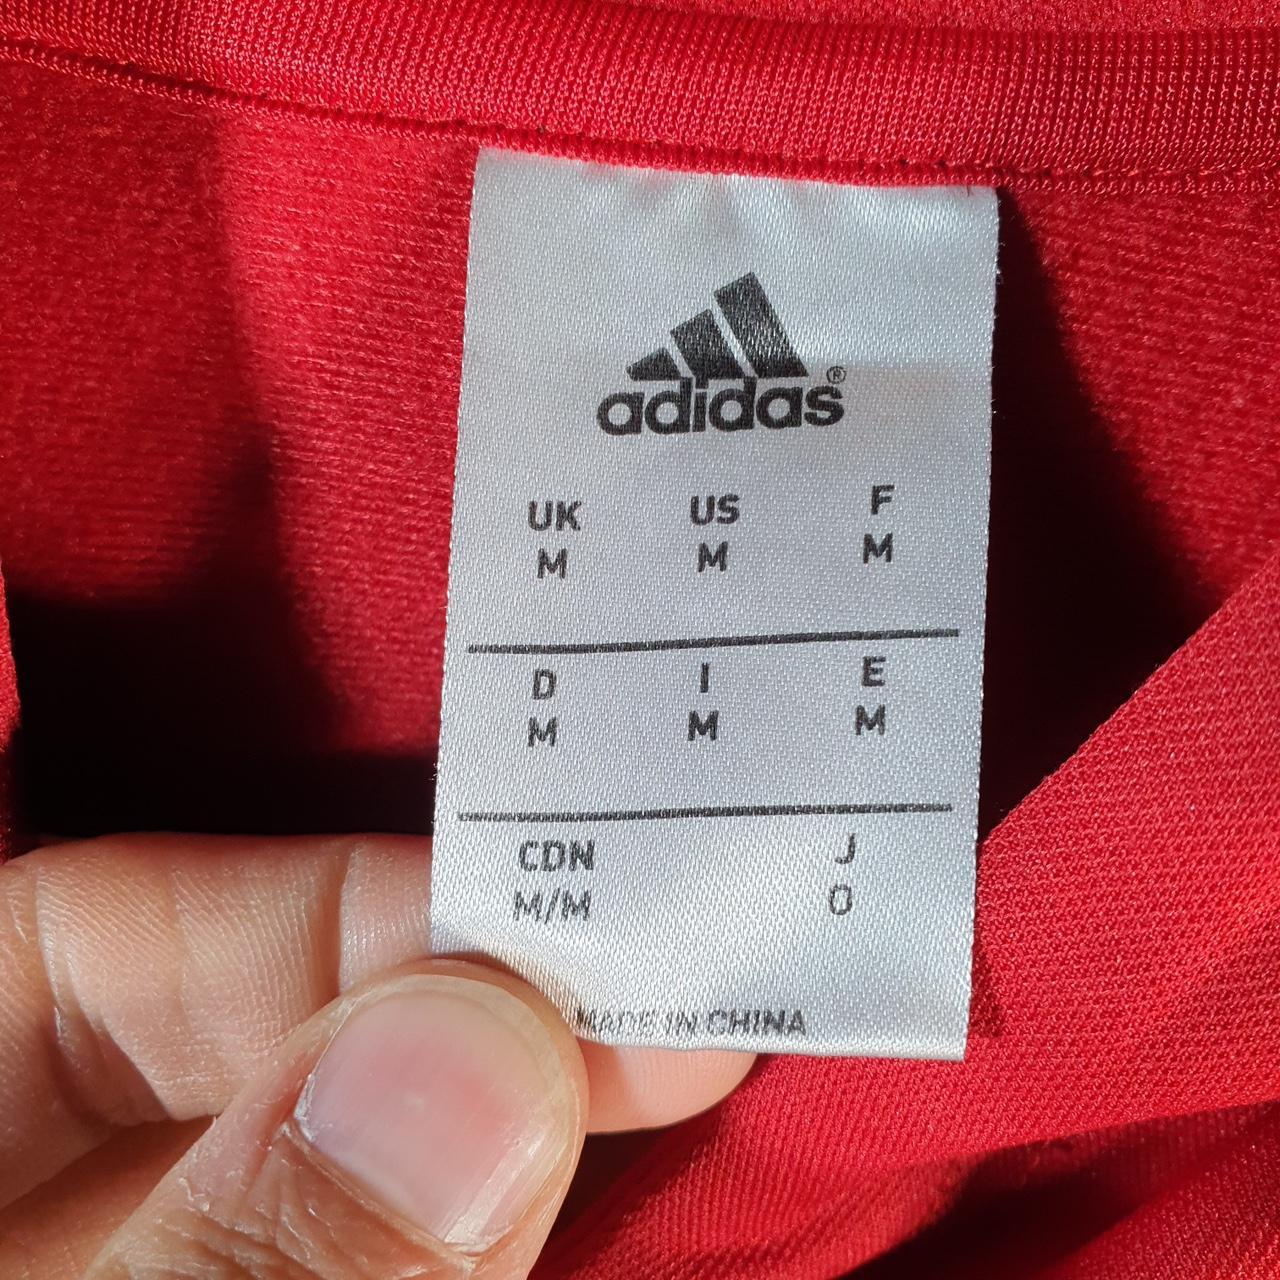 adidas®
UK US F
M M M
D I E
M M M
CDN J
M/M O
MADE IN CHINA